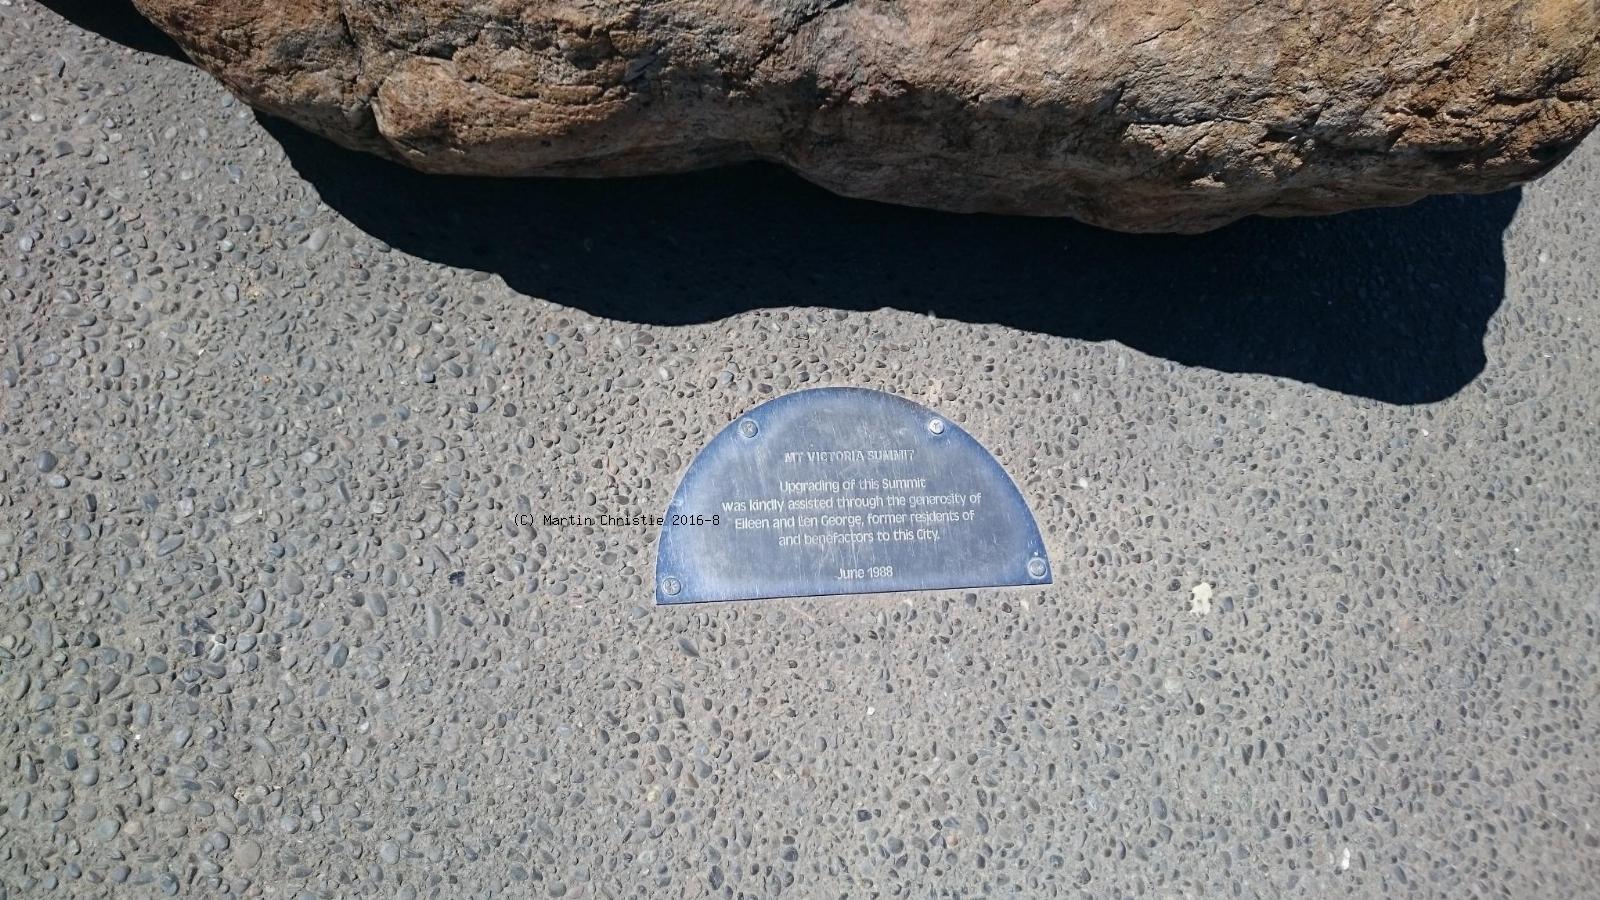 MT VICTORIA SUMMIT
Upgrading of this Summit
was kindly assisted through the generosity of
Eileen and Len George, former residents of
and benefactors to this City.
June 1988
(C) Martin Christie 2016-8